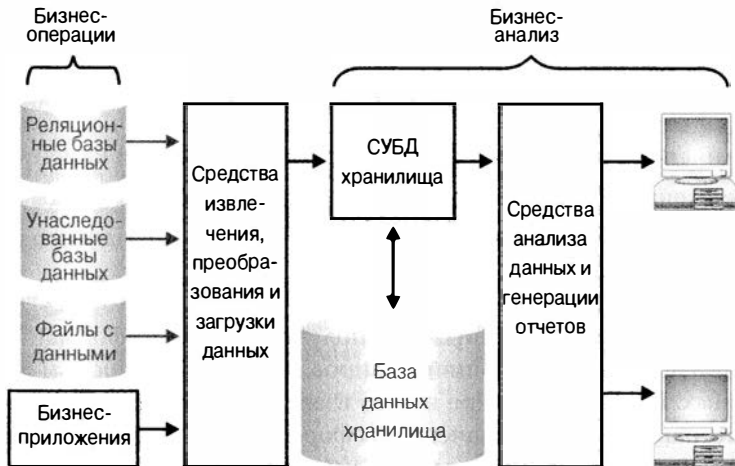 Бизнес-
операции
Бизнес-
анализ
Реляцион-
ные базы
данных
Унаследо-
ванные
базы
данных
Файлы с
данными
Бизнес-
приложения
Средства
извле-
чения,
преобра-
зования и
загрузки
данных
СУБД
хранилища
База
данных
хранилища
Средства
анализа
данных и
генерации
отчетов